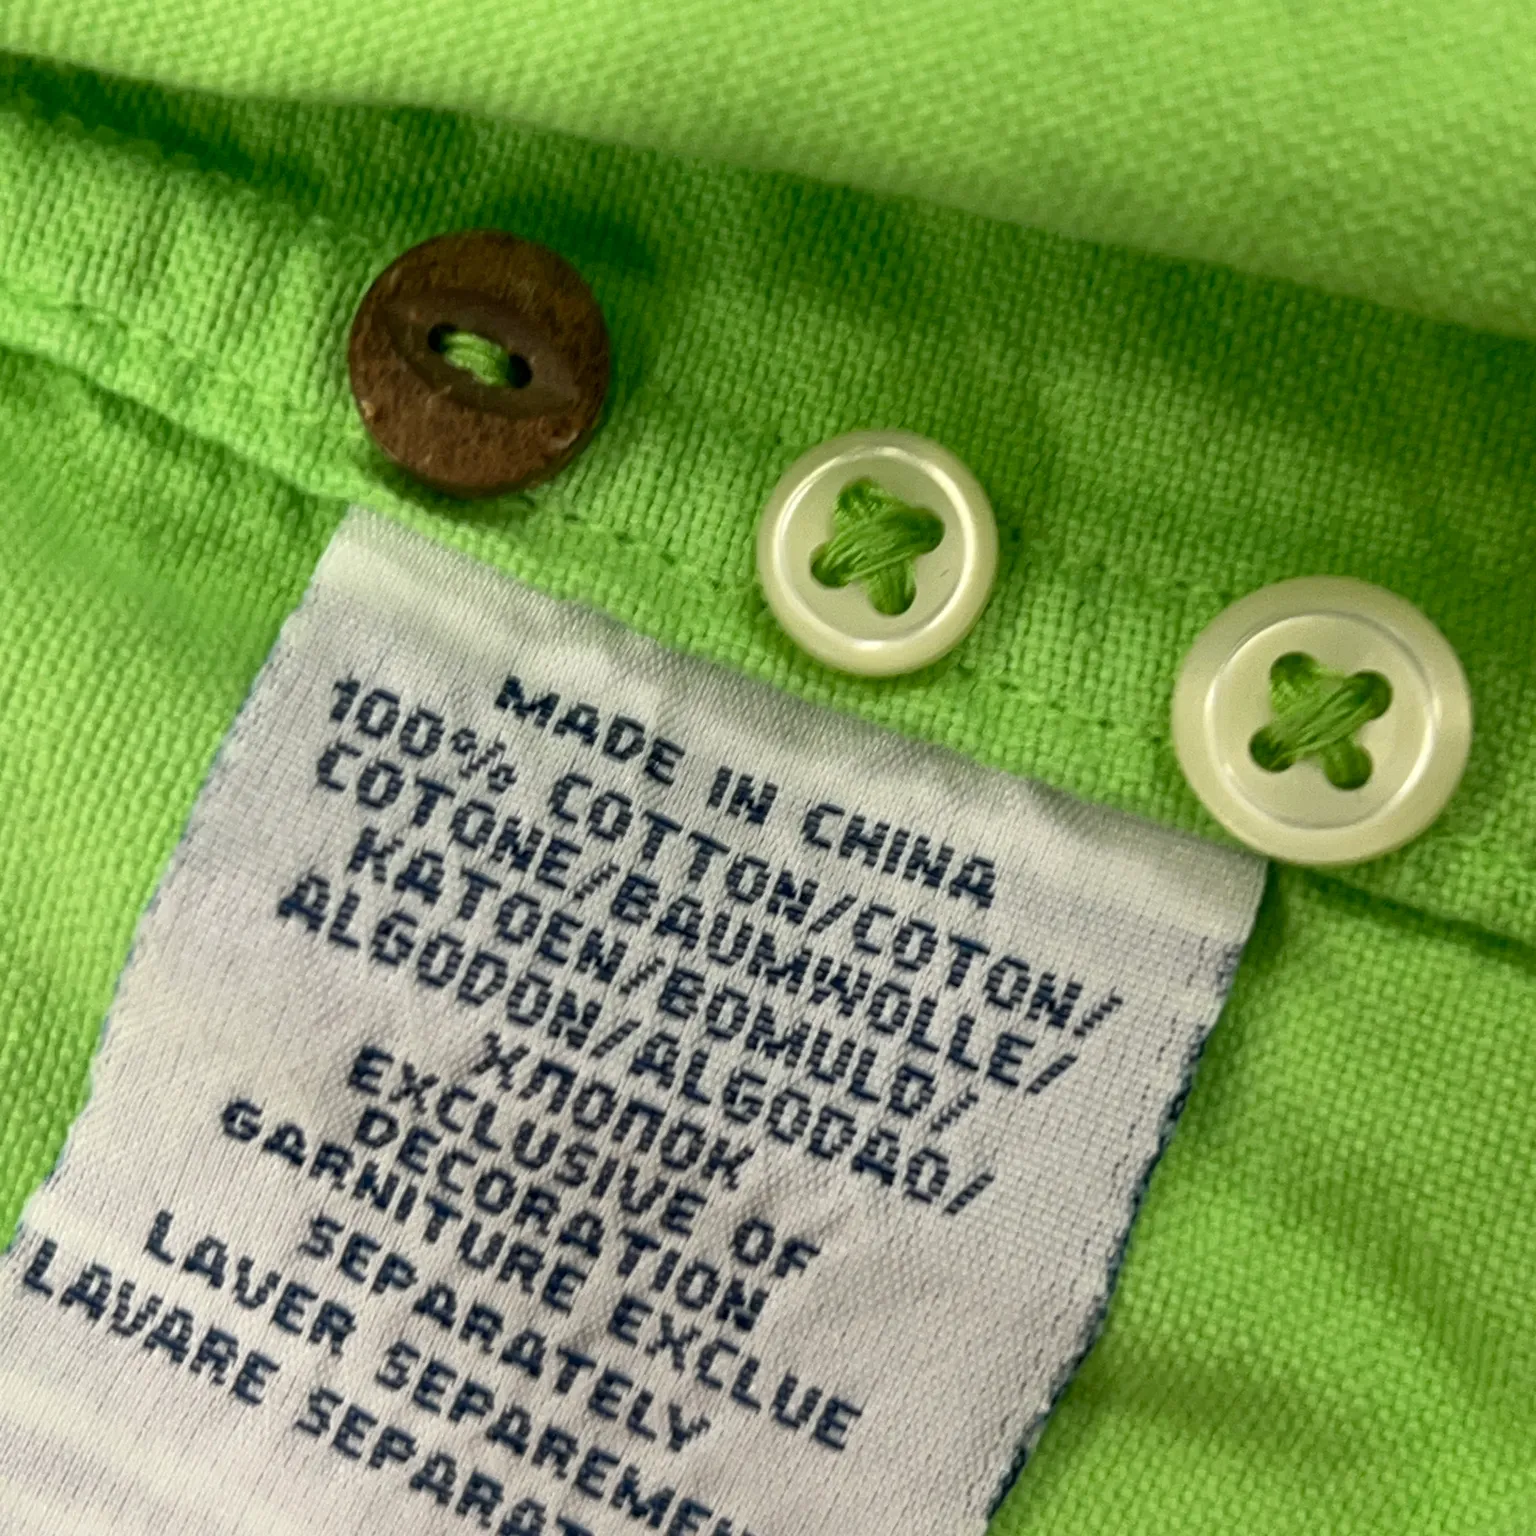 MADE IN CHINA
100% COTTON/COTON/
COTONE/BAUMWOLLE/
KATOEN/BOMULD/
ALGODON/ALGODAO/
ХЛОПОК
EXCLUSIVE OF
DECORATION
GARNITURE EXCLUE
SEPARATELY
LAVER
LAVARE